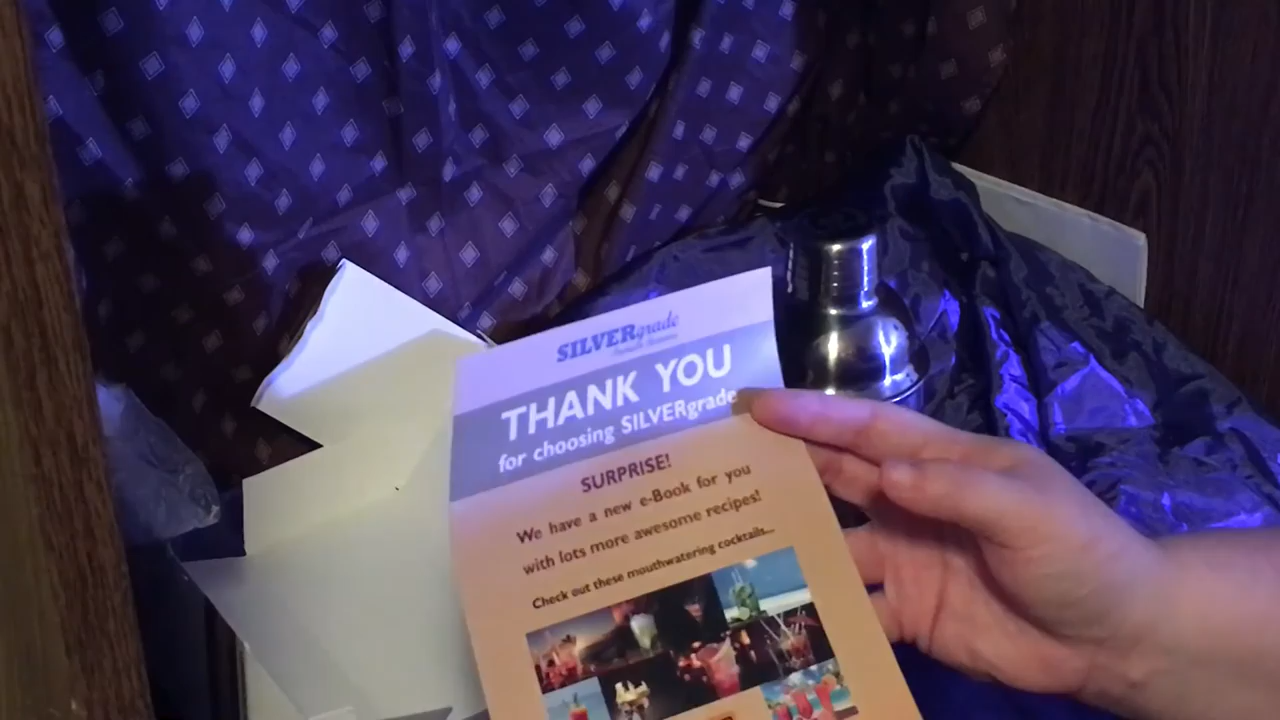 SILVERgrade
THANK YOU
for choosing SILVERgrade
SURPRISE!
We have a new e-Book for you
with lots more awesome recipes!
Check out these mouthwatering cocktails...